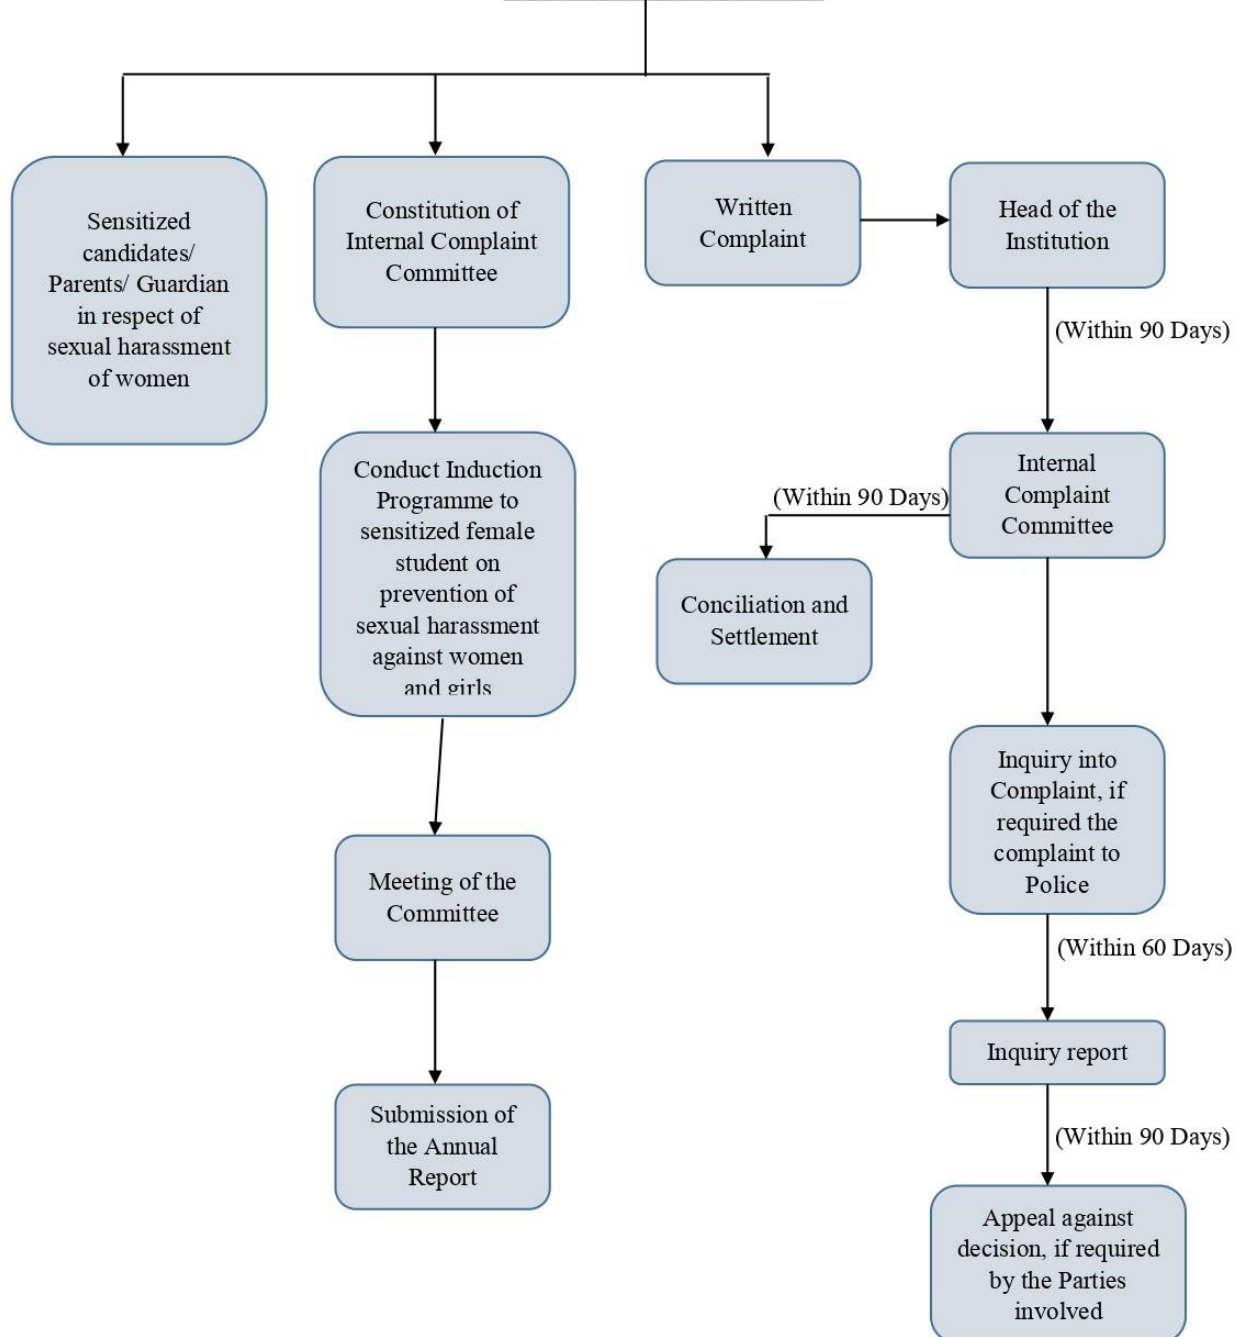 Sensitized
candidates/
Parents/ Guardian
in respect of
sexual harassment
of women
Constitution of
Internal Complaint
Committee
Written
Complaint
Head of the
Institution
(Within 90 Days)
Conduct Induction
Programme to
sensitized female
student on
prevention of
sexual harassment
against women
and girls
Internal
Complaint
Committee
(Within 90 Days)
Conciliation and
Settlement
Inquiry into
Complaint, if
required the
complaint to
Police
Meeting of the
Committee
(Within 60 Days)
Inquiry report
Submission of
the Annual
Report
(Within 90 Days)
Appeal against
decision, if required
by the Parties
involved